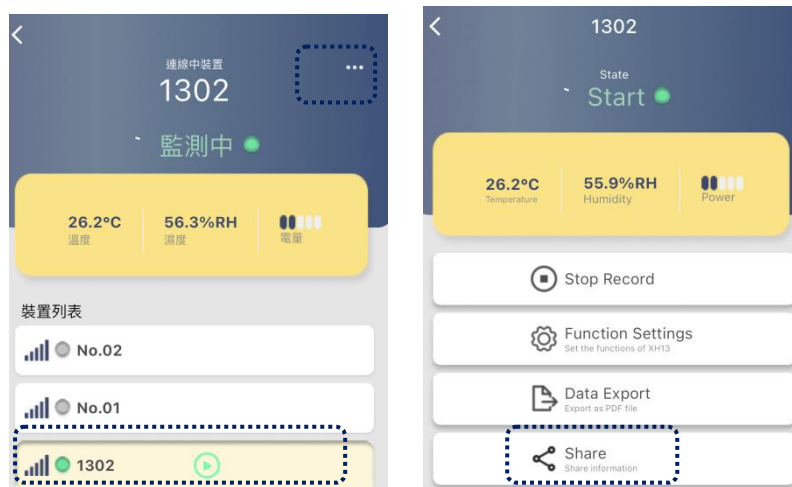 連線中裝置
1302
監測中
26.2°C
溫度
56.3%RH
濕度
電量
裝置列表
No.02
No.01
1302
1302
State
Start
26.2°C
Temperature
55.9%RH
Humidity
Power
Stop Record
Function Settings
Set the functions of XH13
Data Export
Export as PDF file
Share
Share information